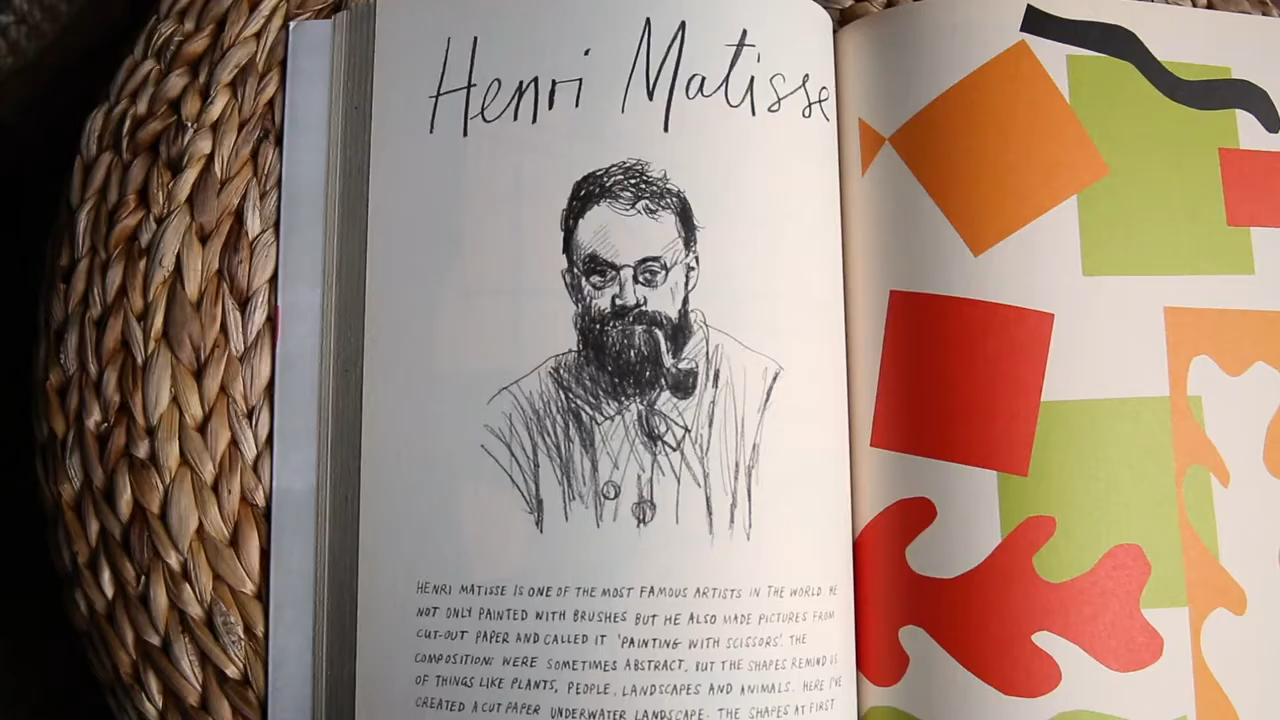 Henri Matisse
HENRI MATISSE IS ONE OF THE MOST FAMOUS ARTISTS IN THE WORLD. HE
NOT ONLY PAINTED WITH BRUSHES BUT HE ALSO MADE PICTURES FROM
CUT-OUT PAPER AND CALLED IT 'PAINTING WITH SCISSORS'. THE
COMPOSITIONS WERE SOMETIMES ABSTRACT, BUT THE SHAPES REMIND US
OF THINGS LIKE PLANTS, PEOPLE, LANDSCAPES AND ANIMALS. HERE I'VE
CREATED A CUT PAPER UNDERWATER LANDSCAPE. THE SHAPES AT FIRST